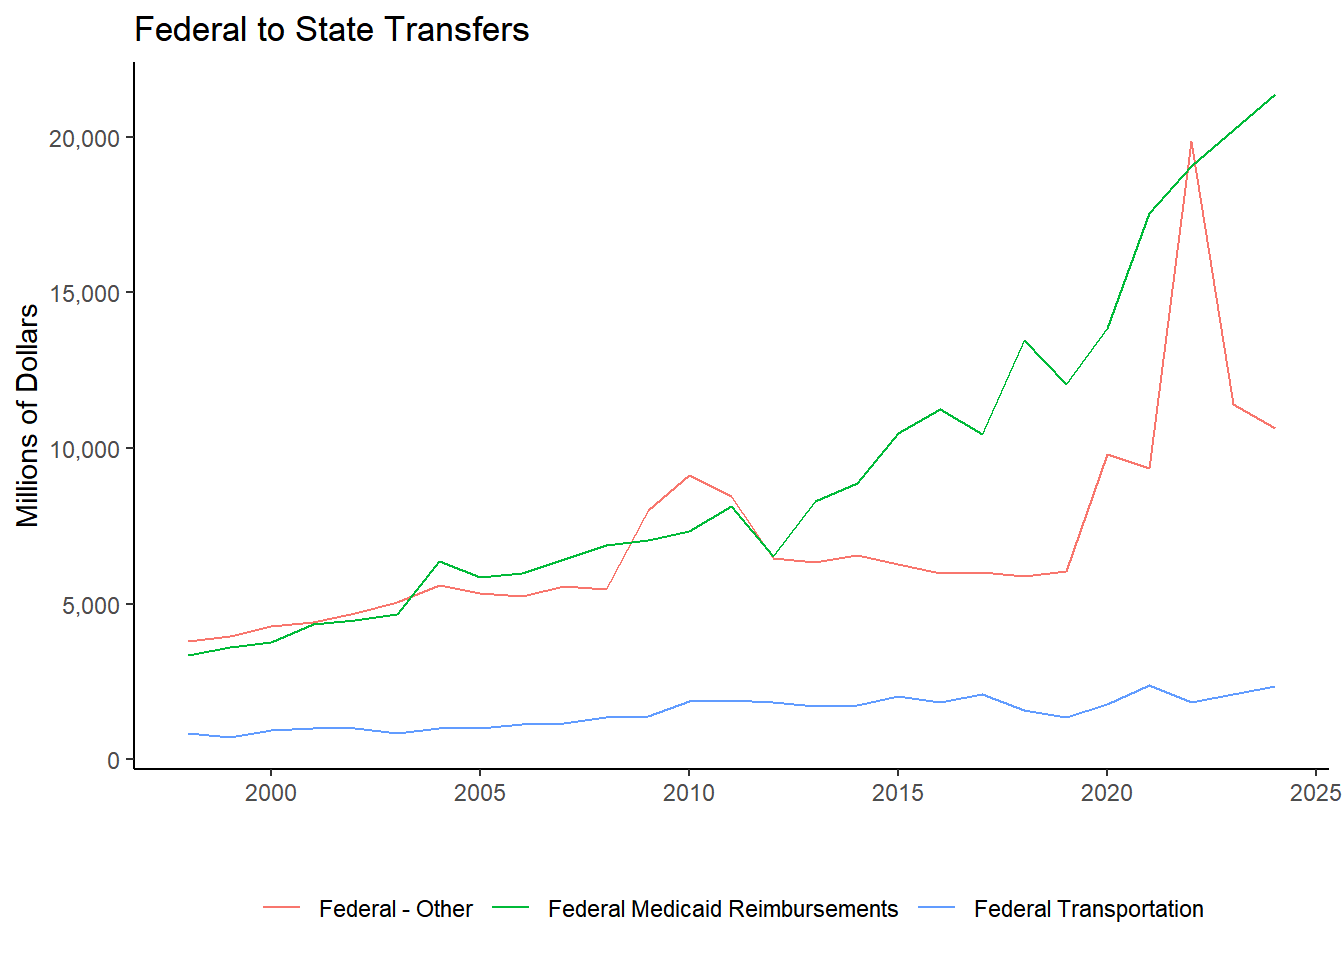 Federal to State Transfers
Millions of Dollars
20,000
15,000
10,000
5,000
0
2000 2005 2010 2015 2020 2025
Federal - Other Federal Medicaid Reimbursements Federal Transportation